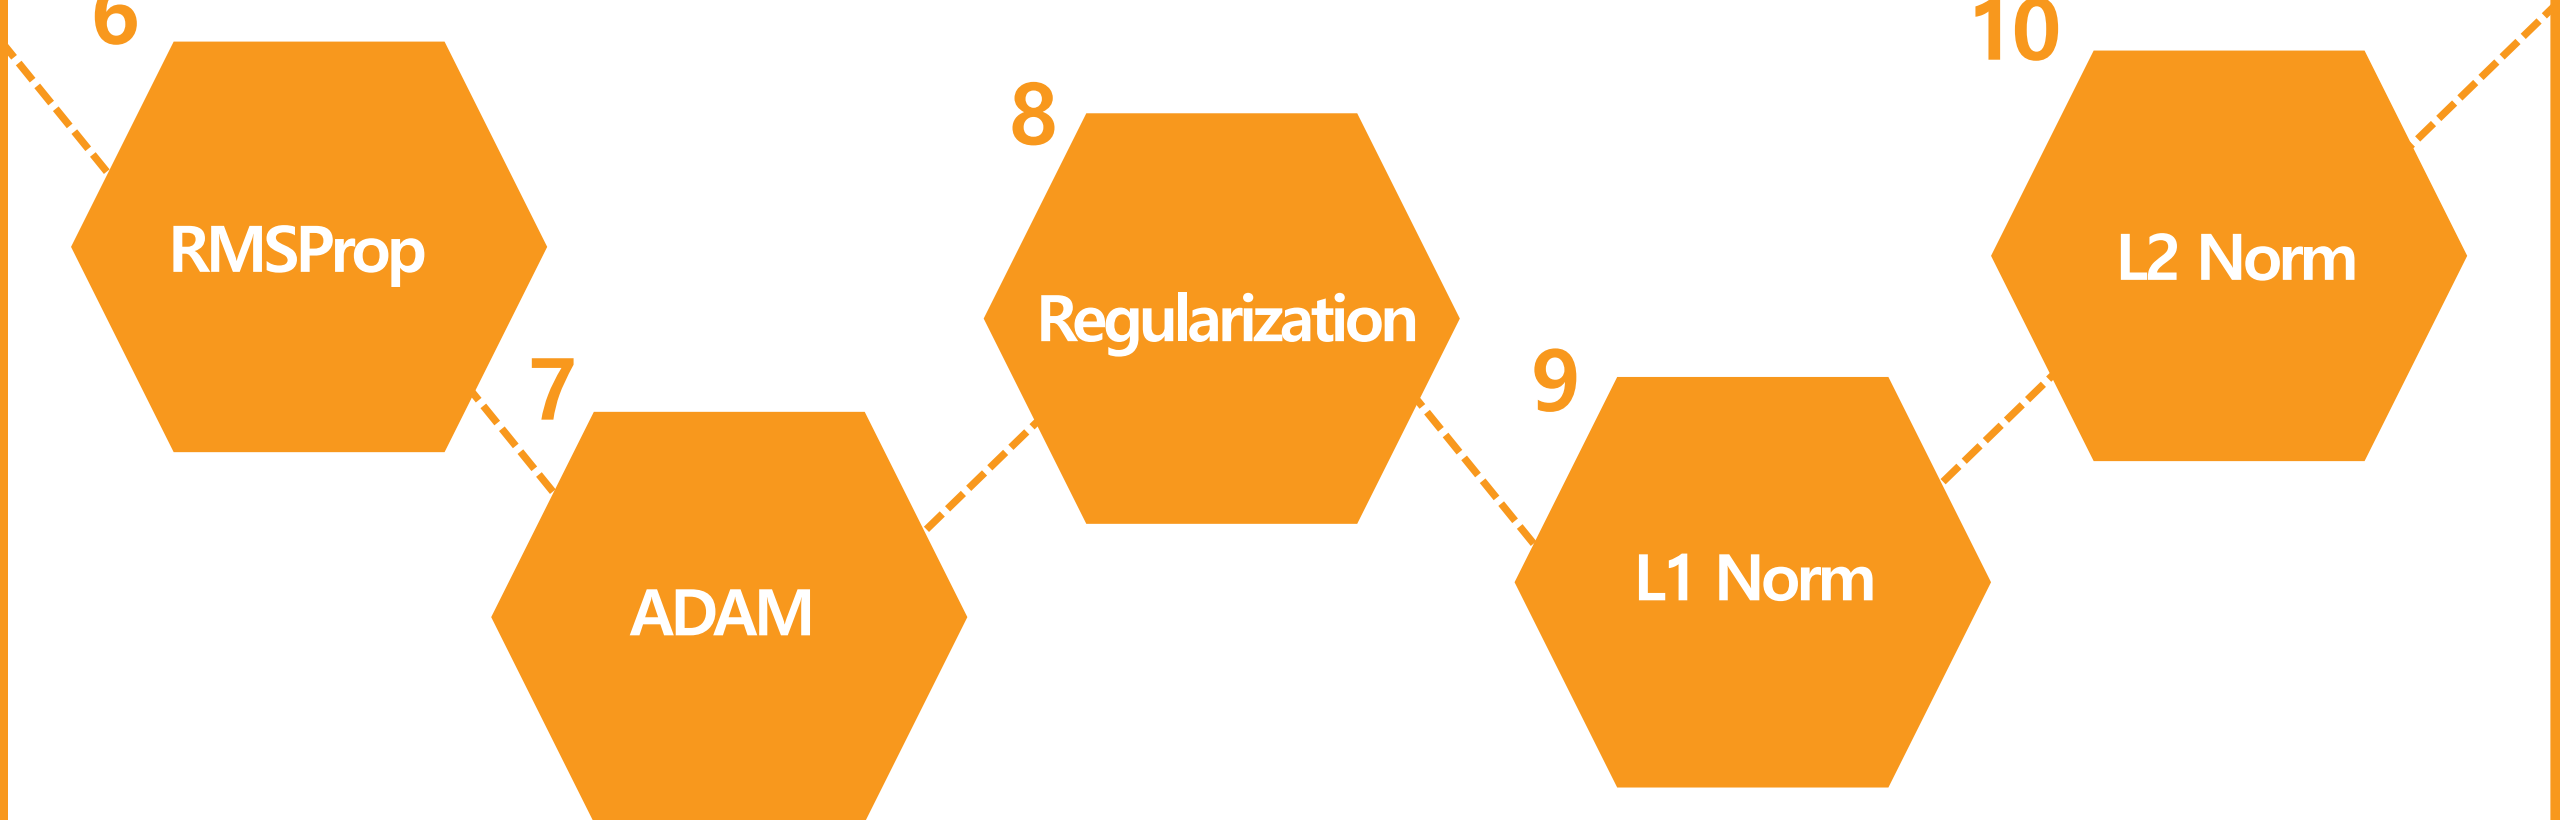 6
RMSProp
7
ADAM
8
Regularization
9
L1 Norm
10
L2 Norm